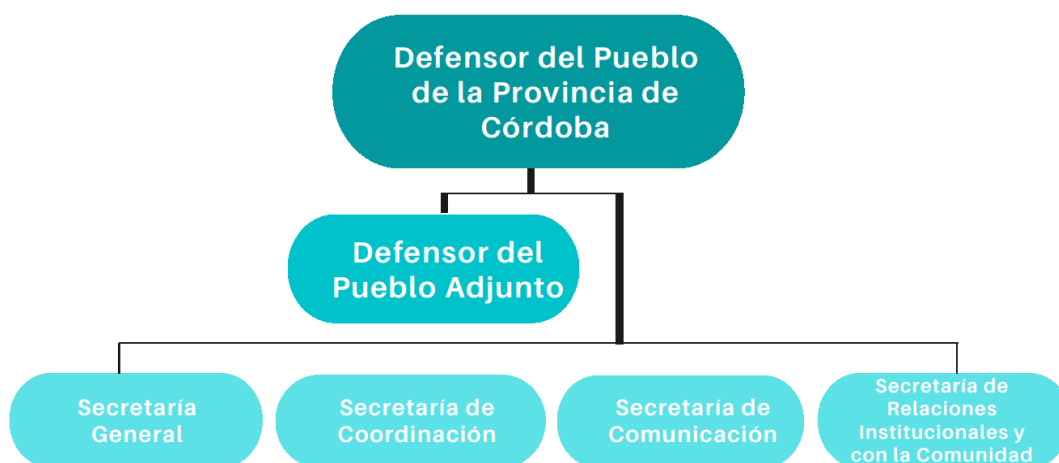 Defensor del Pueblo
de la Provincia de
Córdoba
Defensor del
Pueblo Adjunto
Secretaría
General
Secretaría de
Coordinación
Secretaría de
Comunicación
Secretaría de
Relaciones
Institucionales y
con la Comunidad